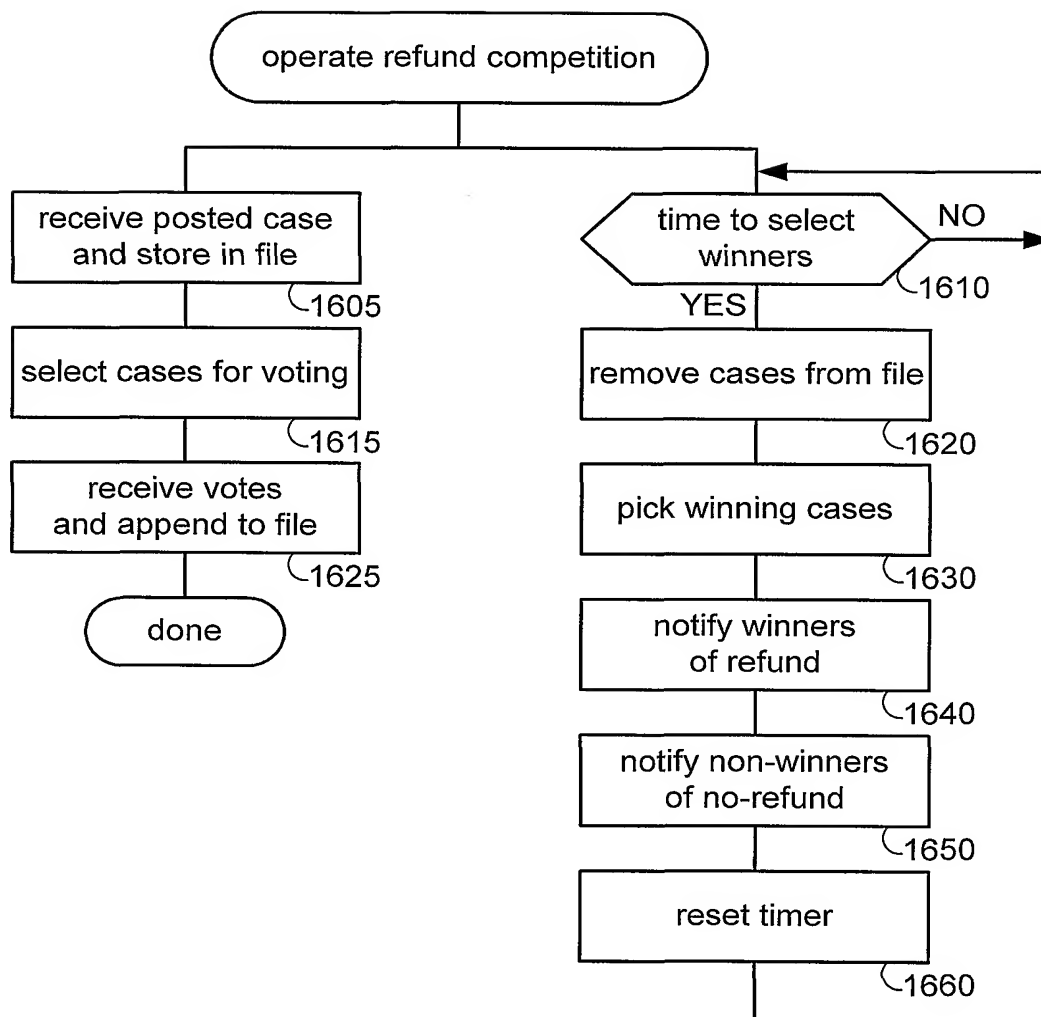 operate refund competition
receive posted case
and store in file
1605
select cases for voting
1615
receive votes
and append to file
1625
done
time to select
winners
NO
1610
YES
remove cases from file
1620
pick winning cases
1630
notify winners
of refund
1640
notify non-winners
of no-refund
1650
reset timer
1660